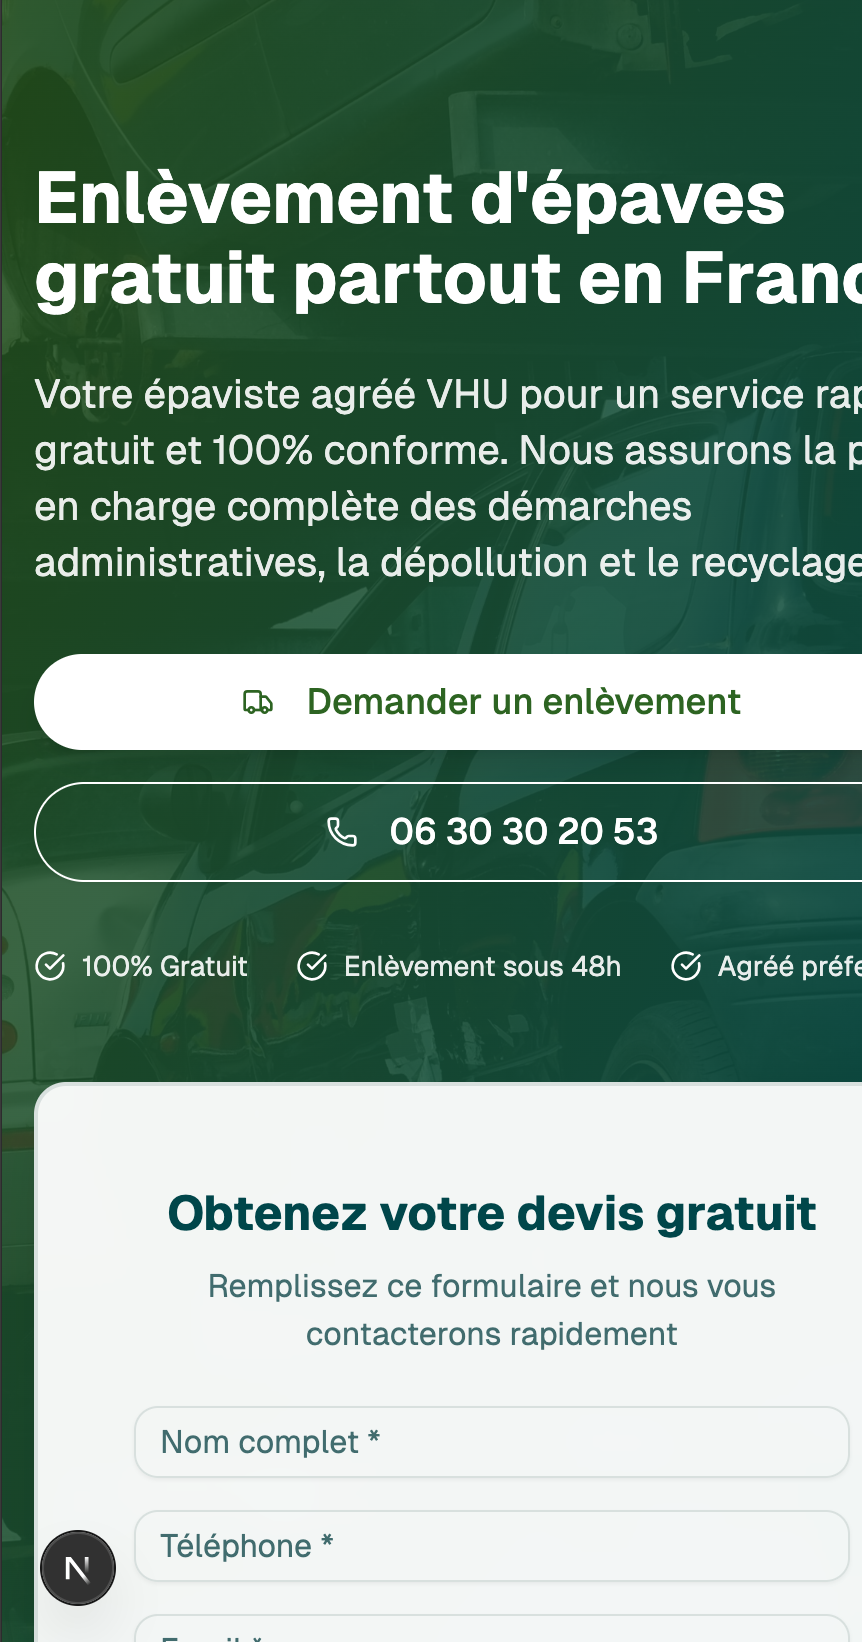 Enlèvement d'épaves
gratuit partout en Franc
Votre épaviste agréé VHU pour un service rap
gratuit et 100% conforme. Nous assurons la p
en charge complète des démarches
administratives, la dépollution et le recyclage
Demander un enlèvement
06 30 30 20 53
100% Gratuit Enlèvement sous 48h Agréé préfe
Obtenez votre devis gratuit
Remplissez ce formulaire et nous vous
contacterons rapidement
Nom complet *
Téléphone *
N